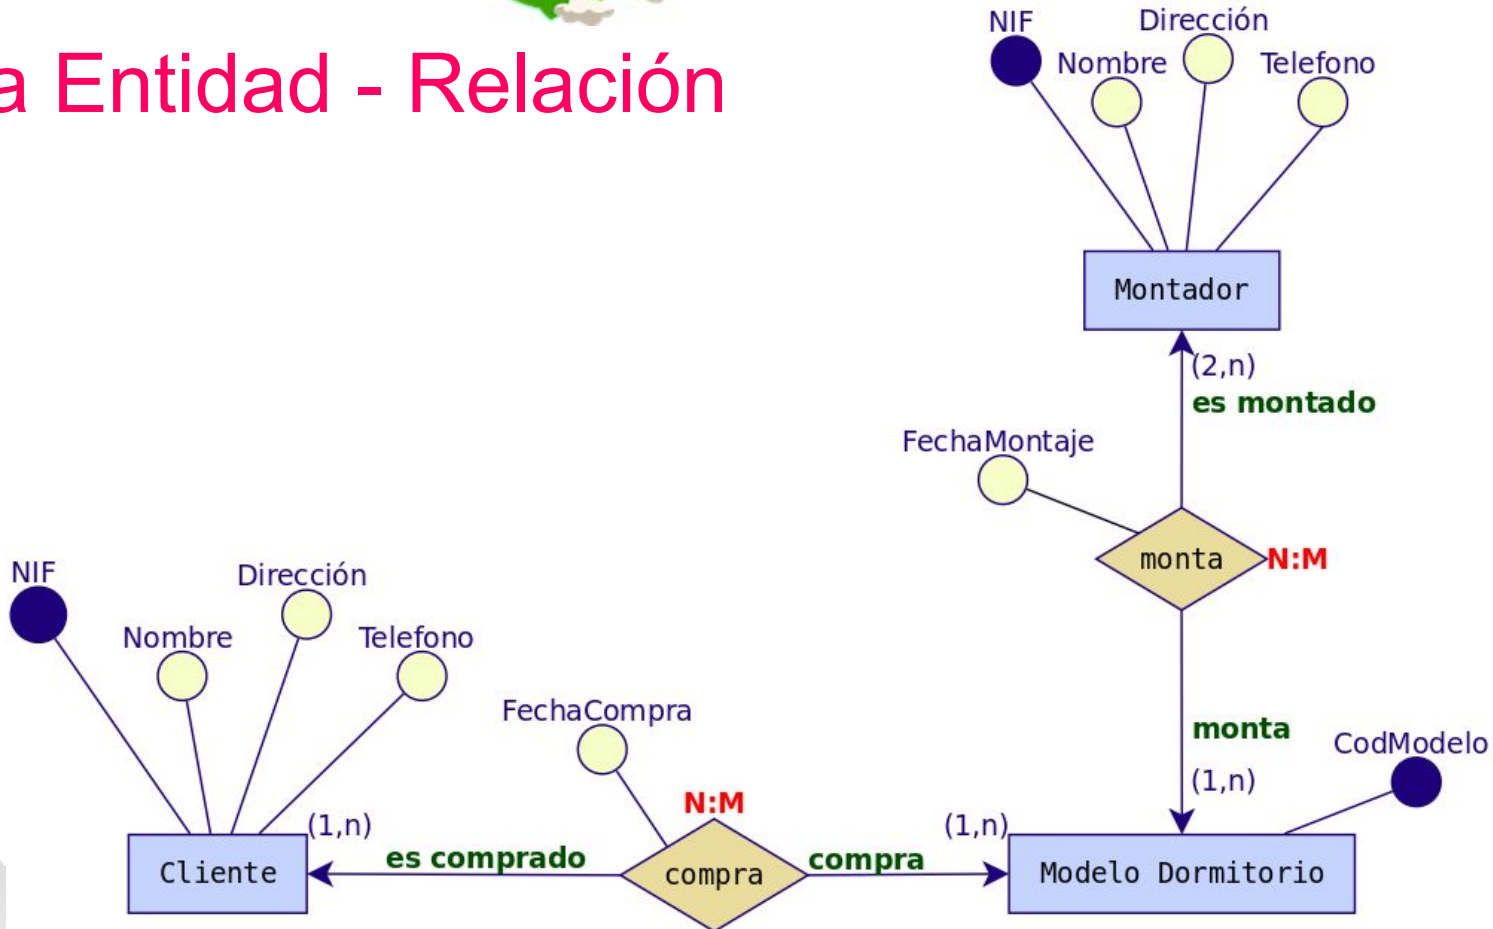 a Entidad - Relación
NIF
Dirección
Nombre
Telefono
Montador
(2,n)
es montado
FechaMontaje
monta
N:M
monta
(1,n)
CodModelo
NIF
Dirección
Nombre
Telefono
FechaCompra
N:M
(1,n)
es comprado
compra
compra
(1,n)
Cliente
Modelo Dormitorio